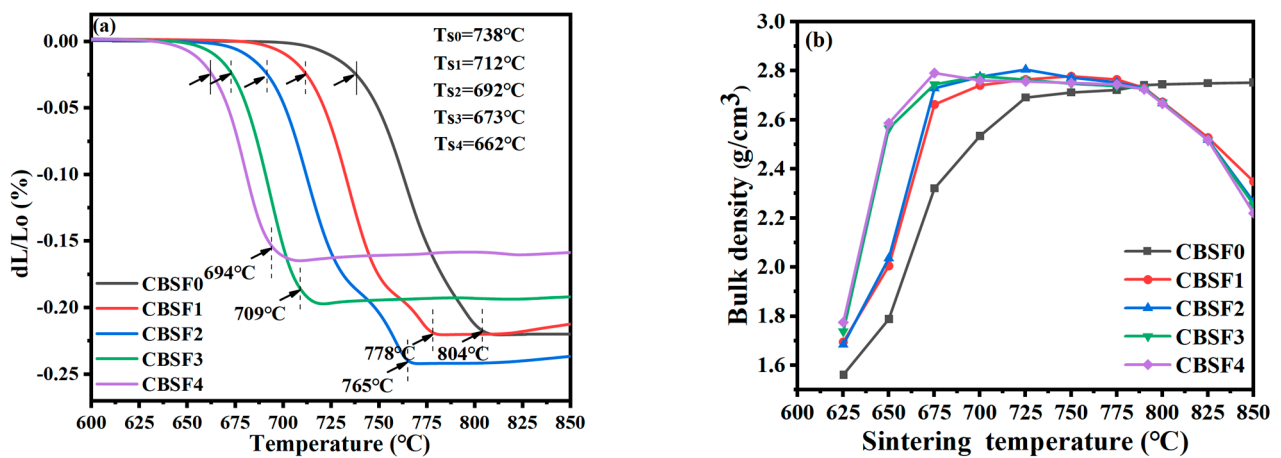 (a)
Ts0=738℃
Ts1=712℃
Ts2=692℃
Ts3=673℃
Ts4=662℃
0.00
-0.05
-0.10
-0.15
-0.20
-0.25
dL/Lo (%)
694℃
709℃
778℃
804℃
765℃
CBSF0
CBSF1
CBSF2
CBSF3
CBSF4
600 625 650 675 700 725 750 775 800 825 850
Temperature (℃)
(b)
3.0
2.8
2.6
2.4
2.2
2.0
1.8
1.6
Bulk density (g/cm³)
CBSF0
CBSF1
CBSF2
CBSF3
CBSF4
600 625 650 675 700 725 750 775 800 825 850
Sintering temperature (℃)